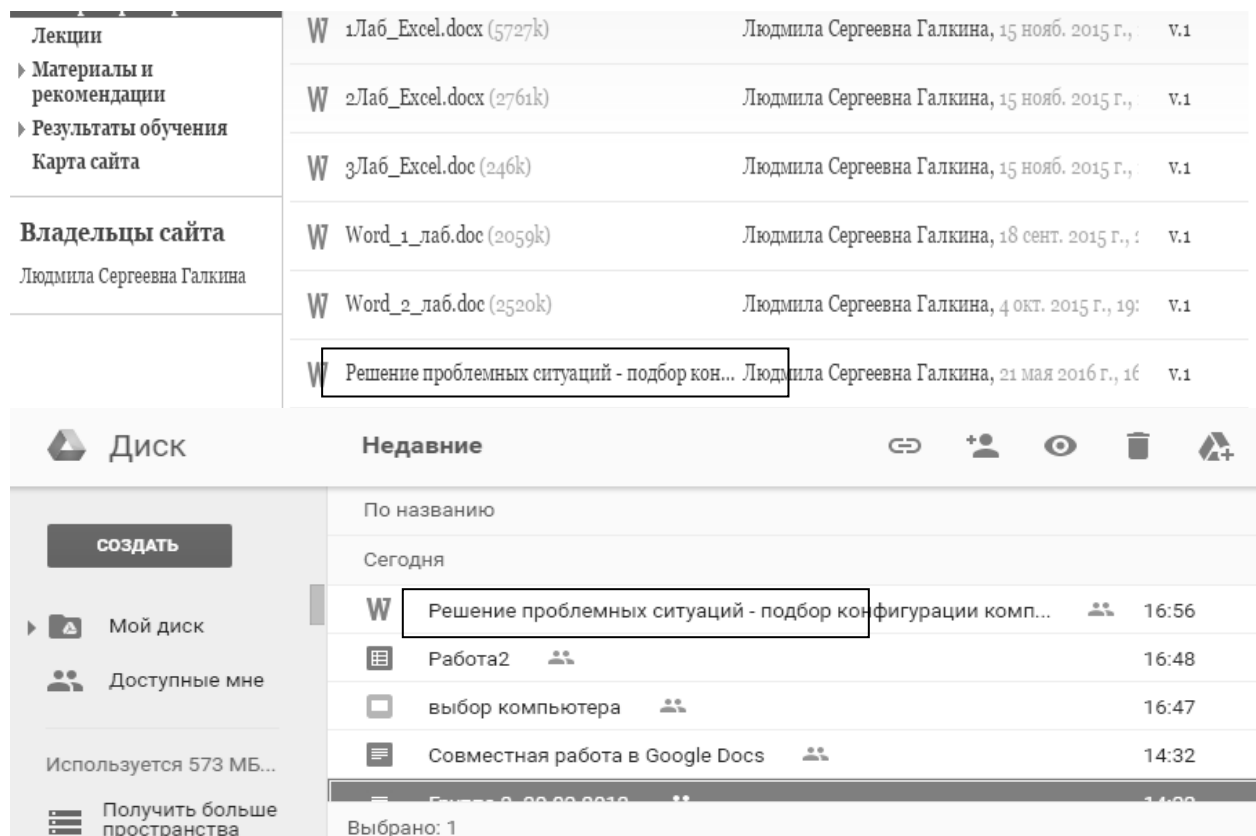 Лекции
Материалы и
рекомендации
Результаты обучения
Карта сайта
Владельцы сайта
Людмила Сергеевна Галкина
1Лаб_Excel.docx (5727k) Людмила Сергеевна Галкина, 15 нояб. 2015 г., v.1
2Лаб_Excel.docx (2761k) Людмила Сергеевна Галкина, 15 нояб. 2015 г., v.1
3Лаб_Excel.doc (246k) Людмила Сергеевна Галкина, 15 нояб. 2015 г., v.1
Word_1_лаб.doc (2059k) Людмила Сергеевна Галкина, 18 сент. 2015 г., v.1
Word_2_лаб.doc (2520k) Людмила Сергеевна Галкина, 4 окт. 2015 г., 19: v.1
Решение проблемных ситуаций - подбор кон... Людмила Сергеевна Галкина, 21 мая 2016 г., 16 v.1
Диск Недавние
СОЗДАТЬ
Мой диск
Доступные мне
Используется 573 МБ...
Получить больше
пространства
По названию
Сегодня
Решение проблемных ситуаций - подбор конфигурации комп... 16:56
Работа2 16:48
выбор компьютера 16:47
Совместная работа в Google Docs 14:32
Выбрано: 1